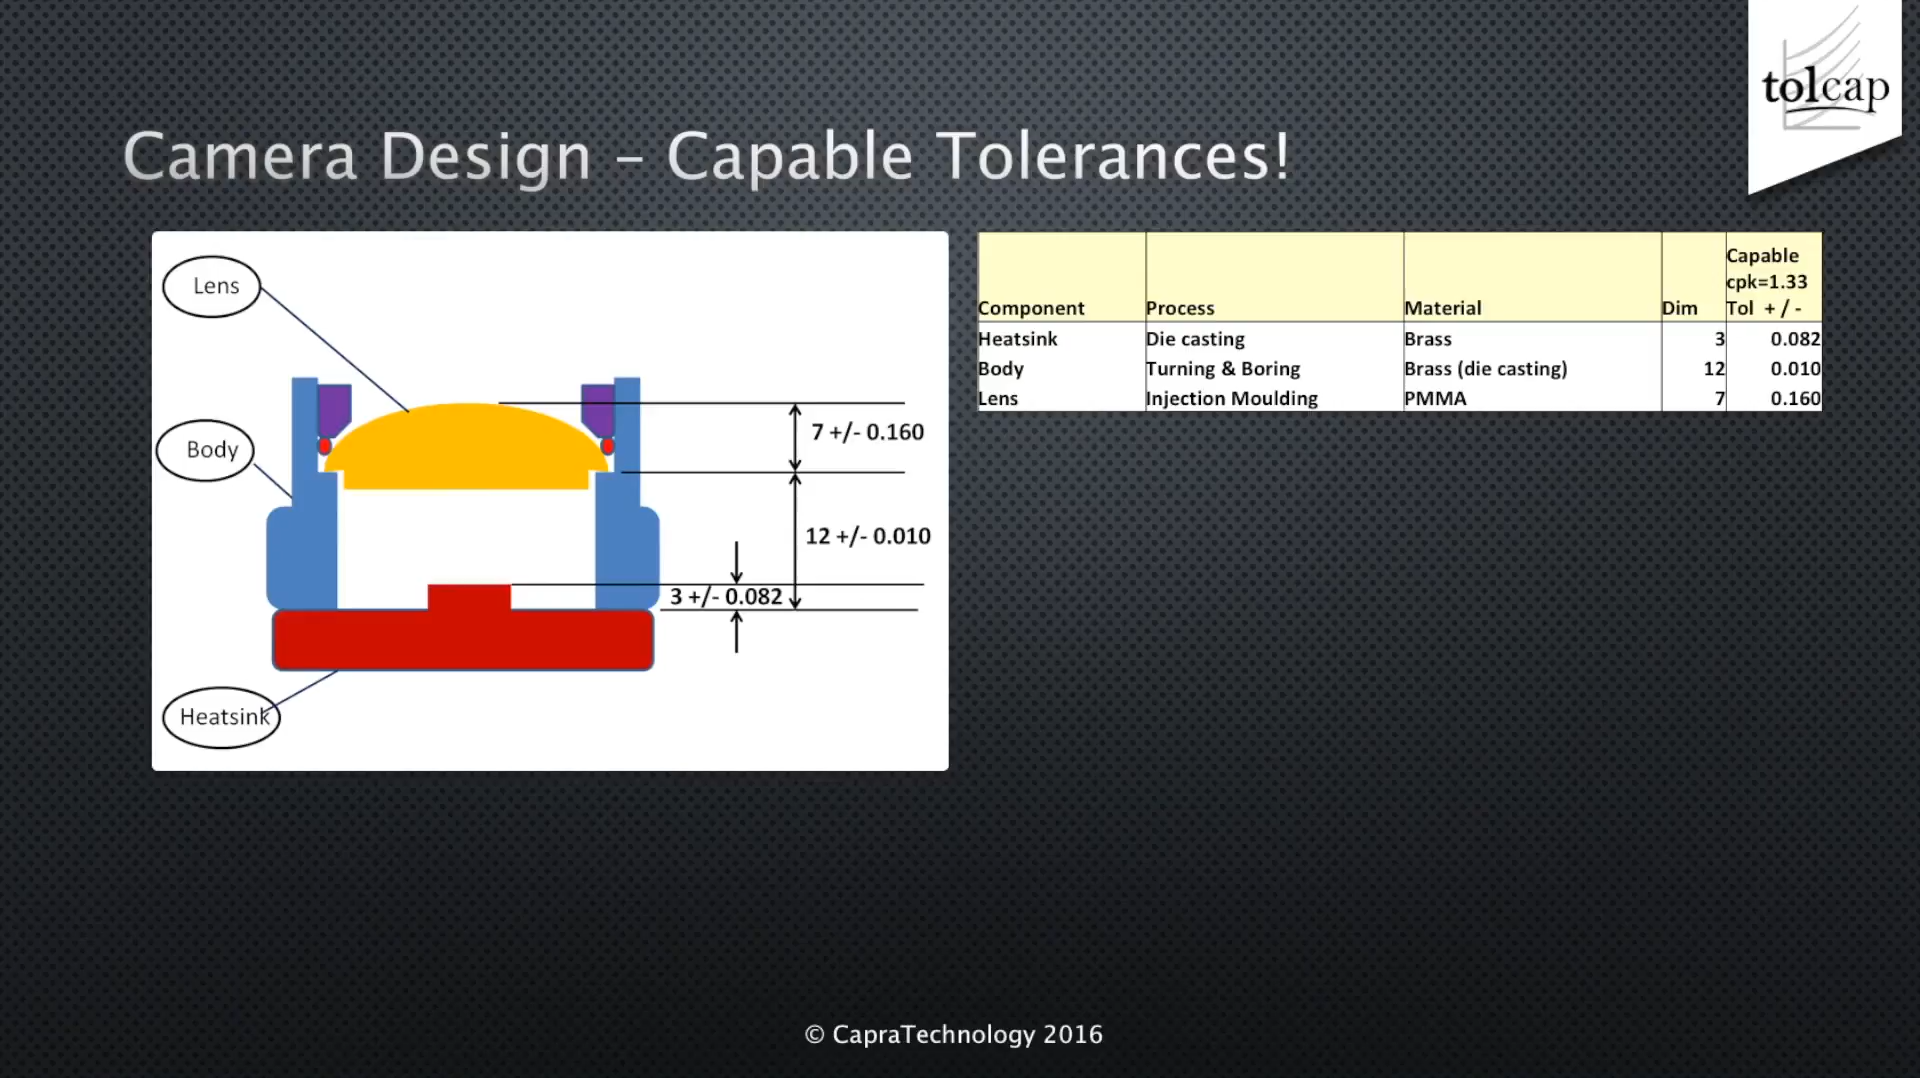 tolcap
Camera Design – Capable Tolerances!
Lens
Body
Heatsink
7 +/- 0.160
12 +/- 0.010
3 +/- 0.082
Component Process Material Dim Capable cpk=1.33 Tol + / -
Heatsink Die casting Brass 3 0.082
Body Turning & Boring Brass (die casting) 12 0.010
Lens Injection Moulding PMMA 7 0.160
© CapraTechnology 2016